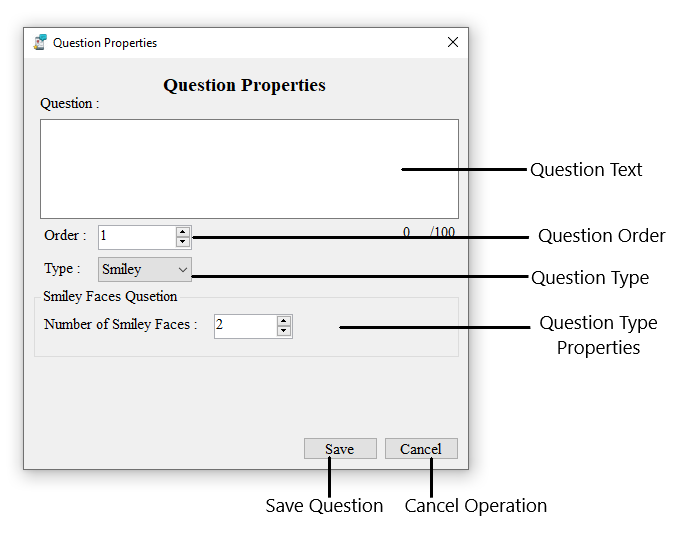 Question Properties
Question Properties
Question :
Question Text
Order : 1 0 /100
Question Order
Type : Smiley
Question Type
Smiley Faces Qusetion
Number of Smiley Faces : 2
Question Type
Properties
Save Cancel
Save Question Cancel Operation